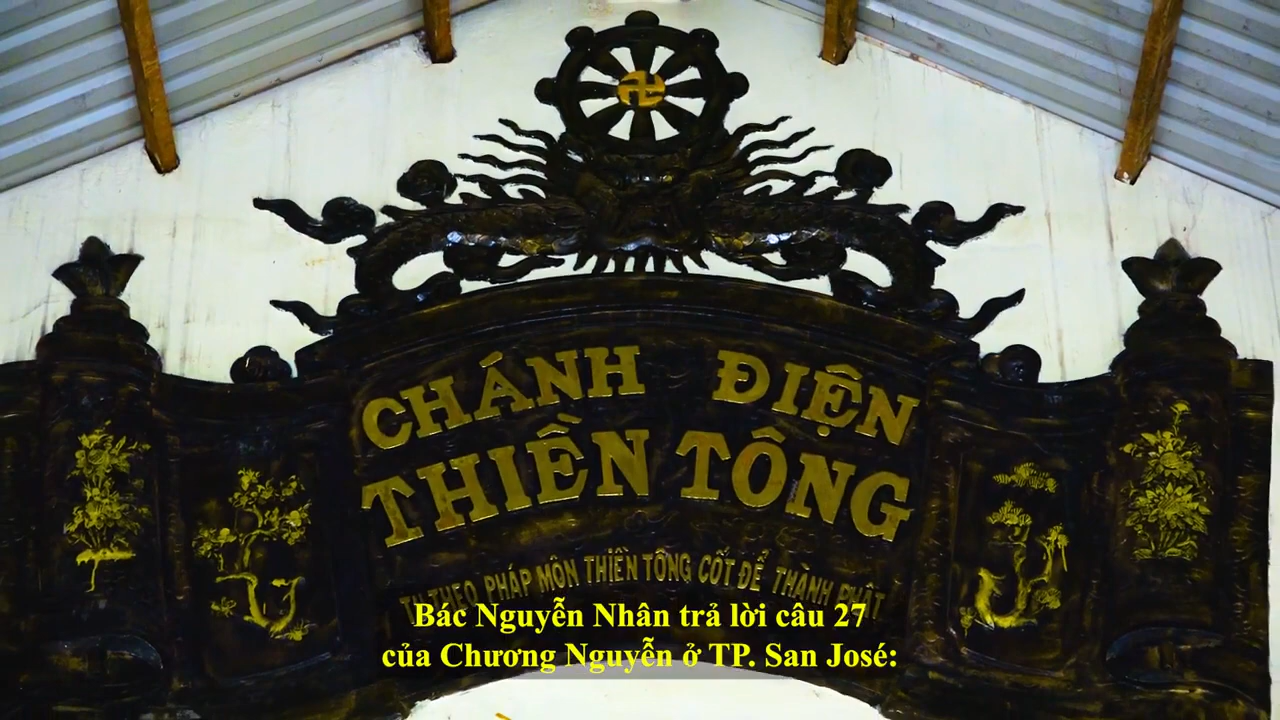 CHÁNH ĐIỆN
THIỀN TÔNG
TU THEO PHÁP MÔN THIỀN TÔNG CỐT ĐỂ THÀNH PHẬT
Bác Nguyễn Nhân trả lời câu 27
của Chương Nguyễn ở TP. San José: